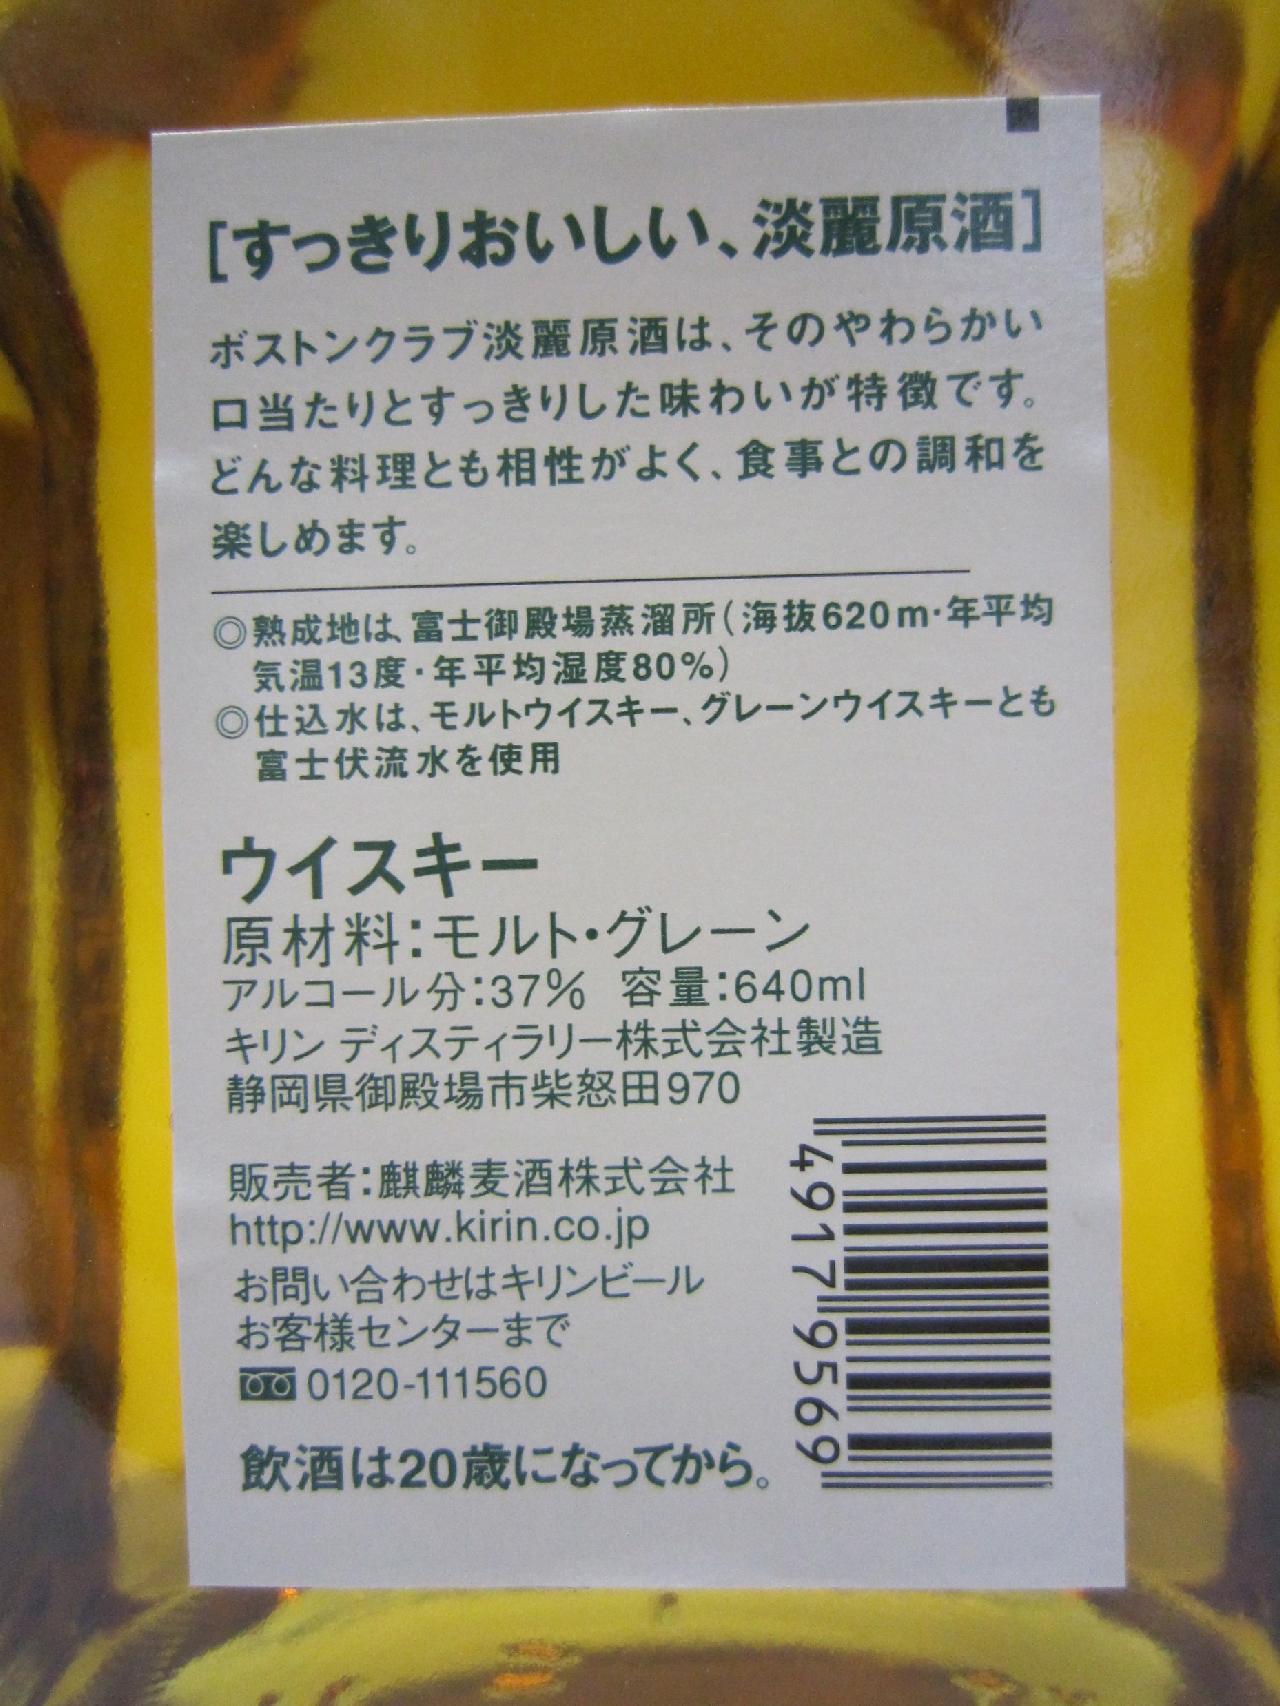 [すっきりおいしい、淡麗原酒]
ボストンクラブ淡麗原酒は、そのやわらかい
口当たりとすっきりした味わいが特徴です。
どんな料理とも相性がよく、食事との調和を
楽しめます。
◎熟成地は、富士御殿場蒸溜所(海抜620m·年平均
気温13度·年平均湿度80%)
◎仕込水は、モルトウイスキー、グレーンウイスキーとも
富士伏流水を使用
ウイスキー
原材料:モルト・グレーン
アルコール分:37% 容量:640ml
キリン ディスティラリー株式会社製造
静岡県御殿場市柴怒田970
販売者:麒麟麦酒株式会社
http://www.kirin.co.jp
お問い合わせはキリンビール
お客様センターまで
0120-111560
飲酒は20歳になってから。
49179569